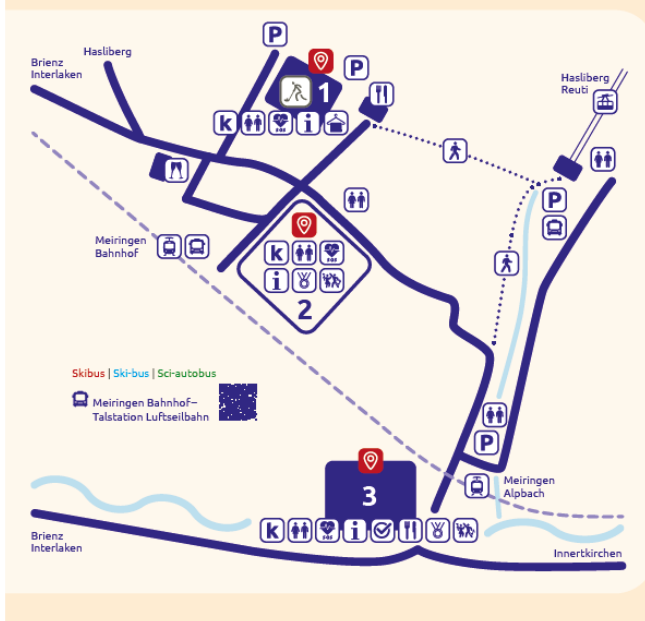 P
Hasliberg
Brienz
Interlaken
P
1
Hasliberg
Reuti
k
i
P
Meiringen
Bahnhof
k
i
2
Skibus | Ski-bus | Sci-autobus
Meiringen Bahnhof–
Talstation Luftseilbahn
P
3
Meiringen
Alpbach
k
i
Brienz
Interlaken
Innertkirchen